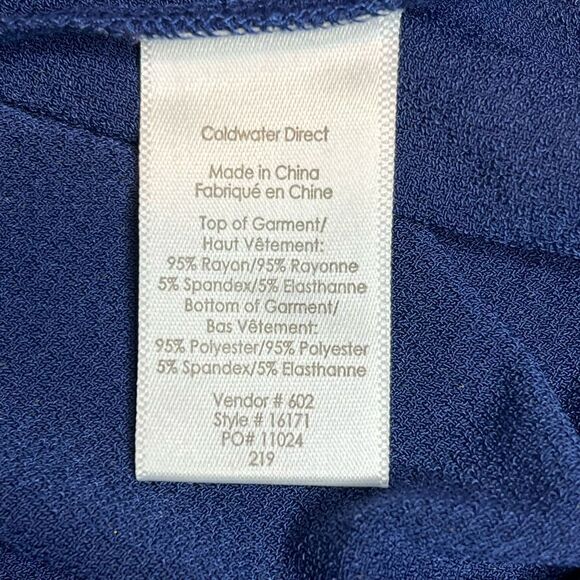 Coldwater Direct
Made in China
Fabriqué en Chine
Top of Garment/
Haut Vêtement:
95% Rayon/95% Rayonne
5% Spandex/5% Elasthanne
Bottom of Garment/
Bas Vêtement:
95% Polyester/95% Polyester
5% Spandex/5% Elasthanne
Vendor # 602
Style # 16171
PO# 11024
219